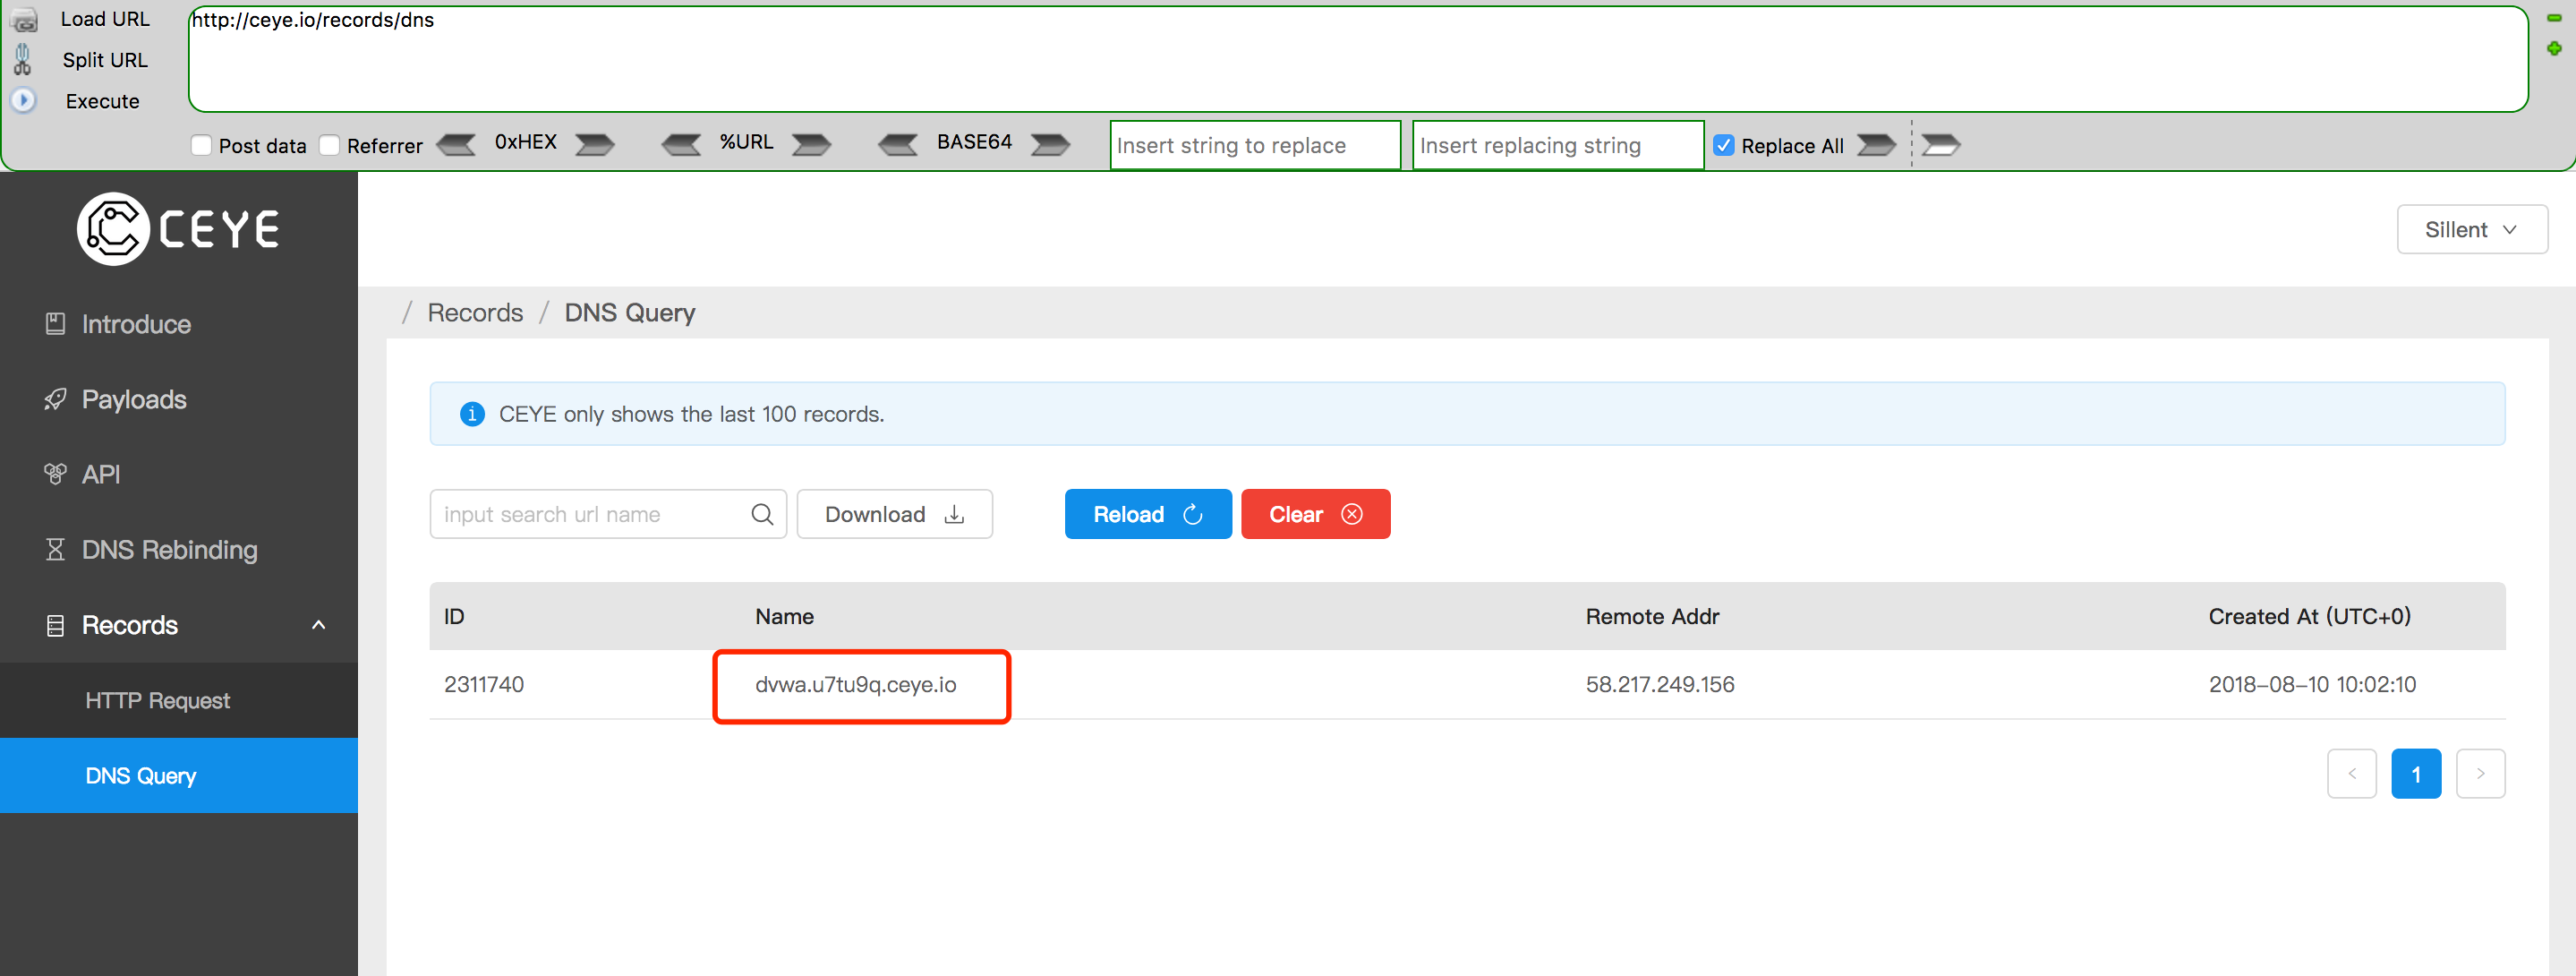 Load URL
http://ceye.io/records/dns
Split URL
Execute
Post data Referrer 0xHEX %URL BASE64 Insert string to replace Insert replacing string Replace All
CEYE
Sillent
Introduce
Payloads
API
DNS Rebinding
Records
HTTP Request
DNS Query
/ Records / DNS Query
CEYE only shows the last 100 records.
input search url name Download Reload Clear
ID Name Remote Addr Created At (UTC+0)
2311740 dvwa.u7tu9q.ceye.io 58.217.249.156 2018-08-10 10:02:10
< 1 >